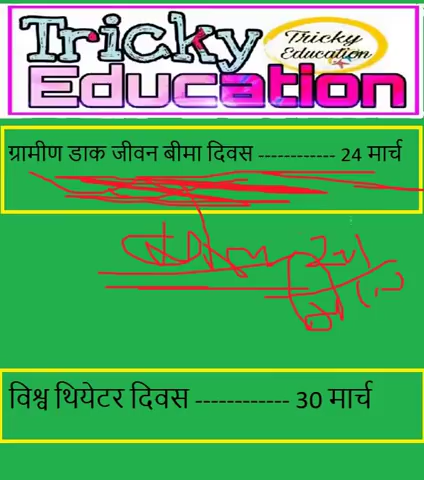 Tricky
Education
Tricky
Education
ग्रामीण डाक जीवन बीमा दिवस ------------ 24 मार्च
विश्व थियेटर दिवस ------------ 30 मार्च